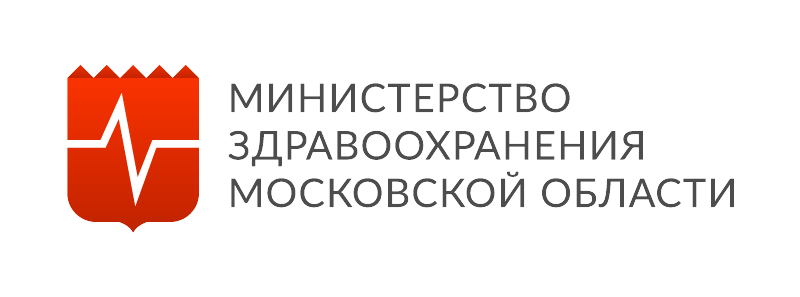 МИНИСТЕРСТВО
ЗДРАВООХРАНЕНИЯ
МОСКОВСКОЙ ОБЛАСТИ